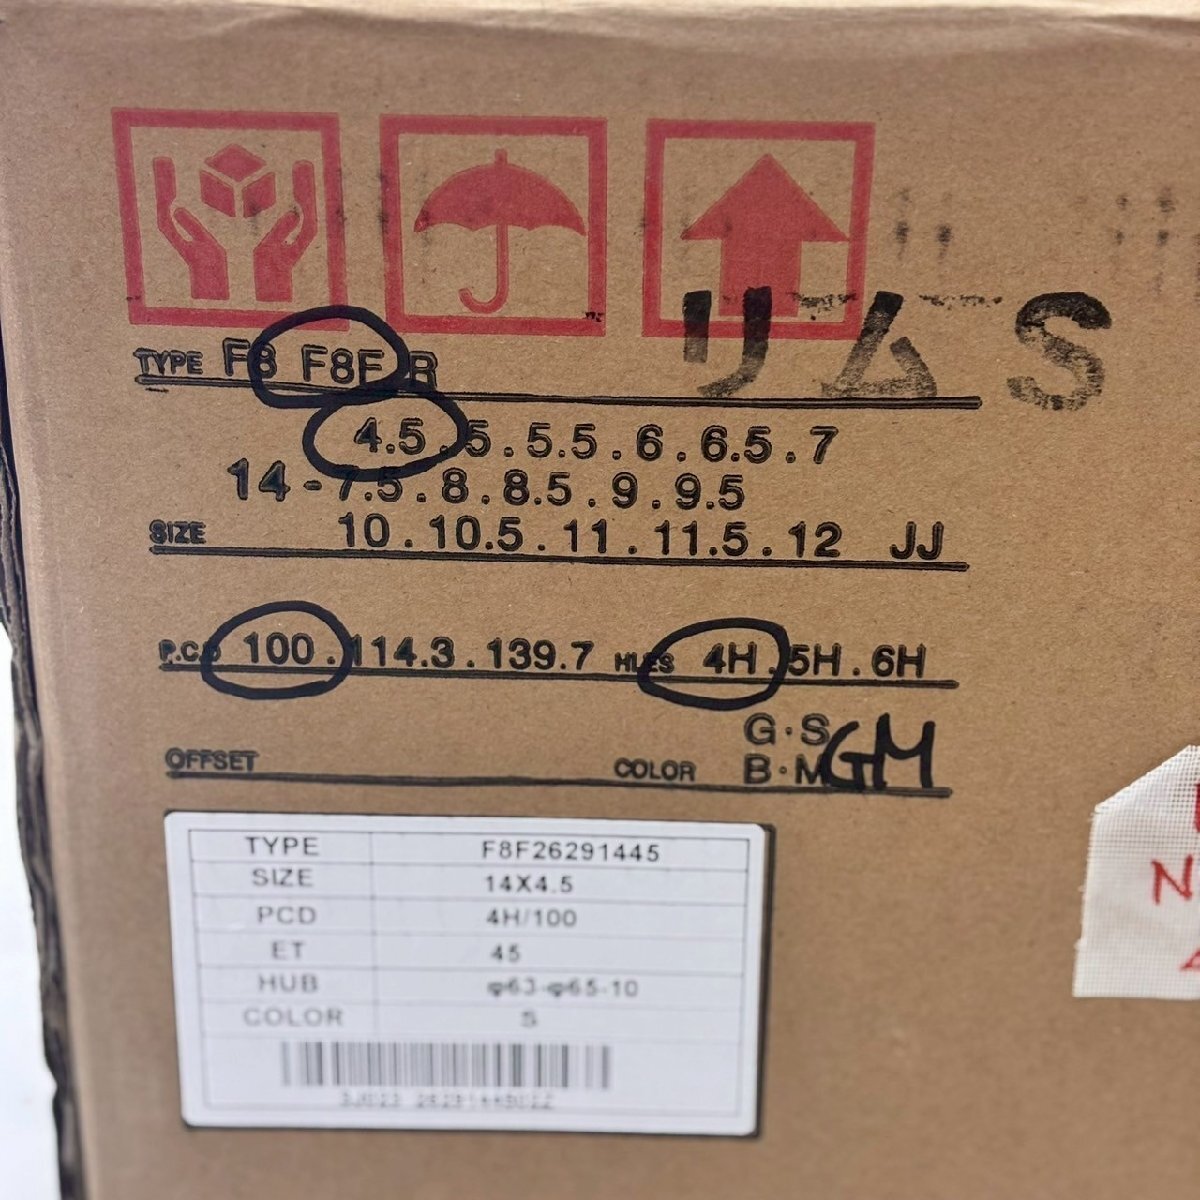 リム S
TYPE F8 F8F R
4.5 . 5 . 5.5 . 6 . 6.5 . 7
14 - 7.5 . 8 . 8.5 . 9 . 9.5
SIZE 10 . 10.5 . 11 . 11.5 . 12 JJ
P.C.D 100 . 114.3 . 139.7 HLES 4H . 5H . 6H
G·S
OFFSET COLOR B·M GM
TYPE F8F26291445
SIZE 14X4.5
PCD 4H/100
ET 45
HUB φ63-φ65-10
COLOR S
N